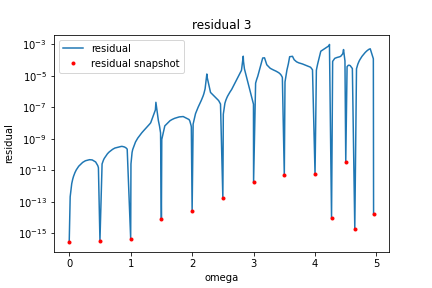 residual 3
residual
residual snapshot
10⁻³
10⁻⁵
10⁻⁷
10⁻⁹
10⁻¹¹
10⁻¹³
10⁻¹⁵
residual
0 1 2 3 4 5
omega